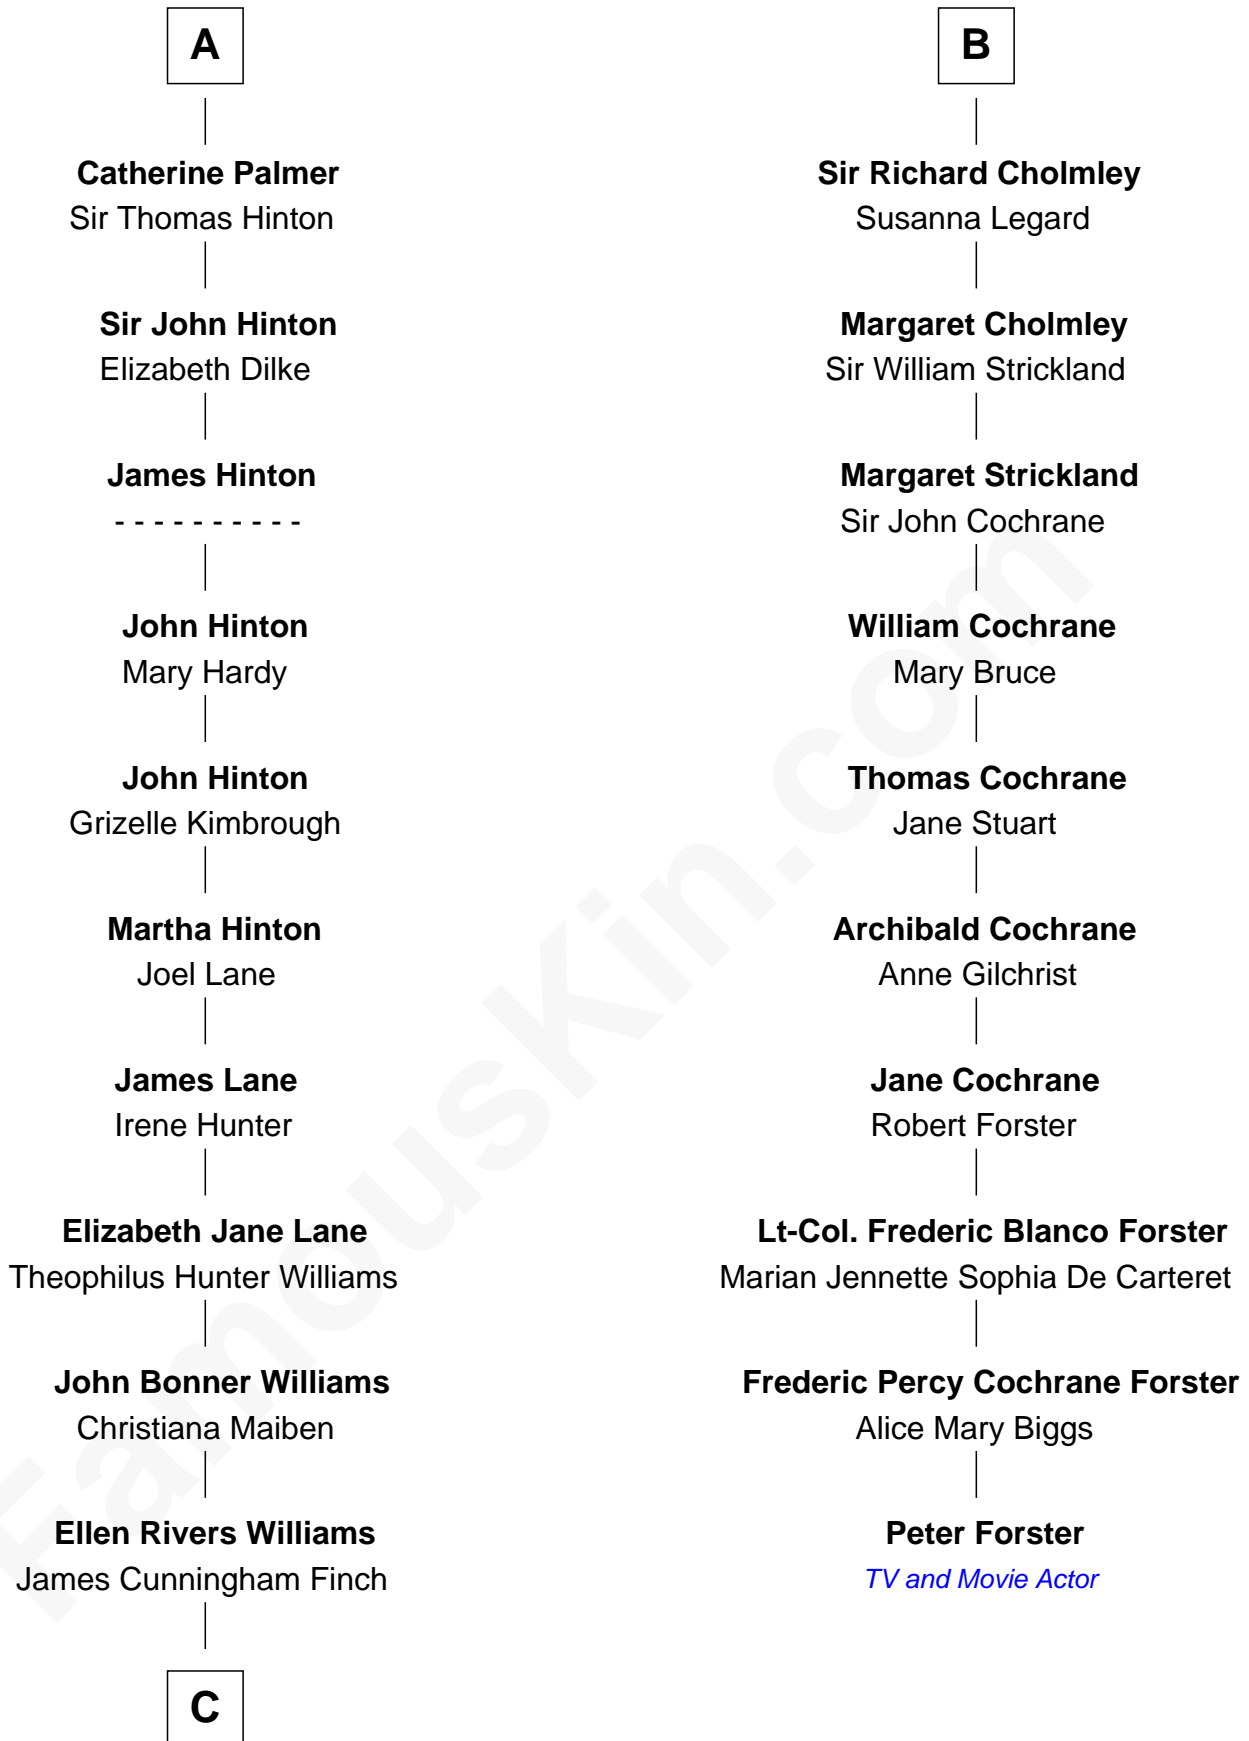 A
Catherine Palmer
Sir Thomas Hinton
Sir John Hinton
Elizabeth Dilke
James Hinton
- - - - - - - - - -
John Hinton
Mary Hardy
John Hinton
Grizelle Kimbrough
Martha Hinton
Joel Lane
James Lane
Irene Hunter
Elizabeth Jane Lane
Theophilus Hunter Williams
John Bonner Williams
Christiana Maiben
Ellen Rivers Williams
James Cunningham Finch
C
B
Sir Richard Cholmley
Susanna Legard
Margaret Cholmley
Sir William Strickland
Margaret Strickland
Sir John Cochrane
William Cochrane
Mary Bruce
Thomas Cochrane
Jane Stuart
Archibald Cochrane
Anne Gilchrist
Jane Cochrane
Robert Forster
Lt-Col. Frederic Blanco Forster
Marian Jennette Sophia De Carteret
Frederic Percy Cochrane Forster
Alice Mary Biggs
Peter Forster
TV and Movie Actor
FamousKin.com